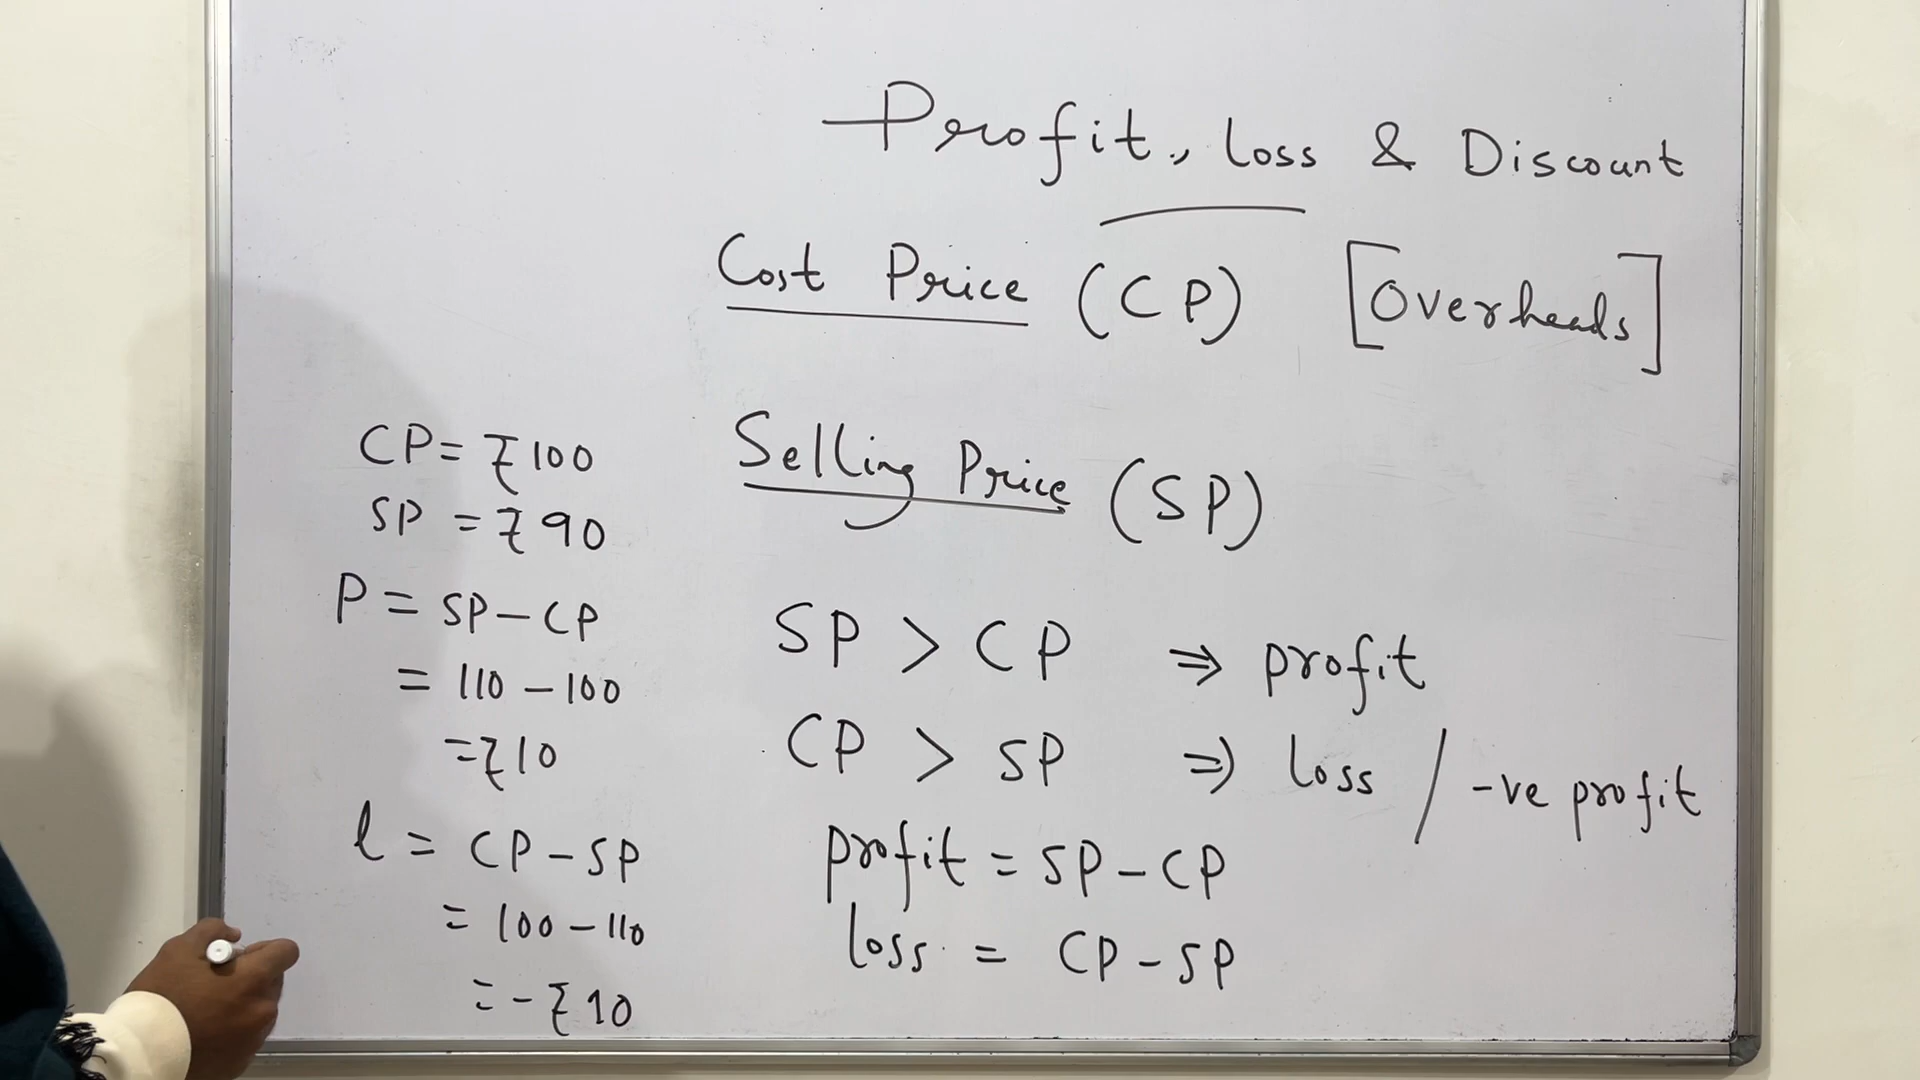 Profit, Loss & Discount
Cost Price (CP) [Overheads]
Selling Price (SP)
SP > CP ⇒ profit
CP > SP ⇒ loss / -ve profit
profit = SP - CP
loss = CP - SP
CP = ₹100
SP = ₹90
P = SP - CP
= 110 - 100
= ₹10
l = CP - SP
= 100 - 110
= - ₹10